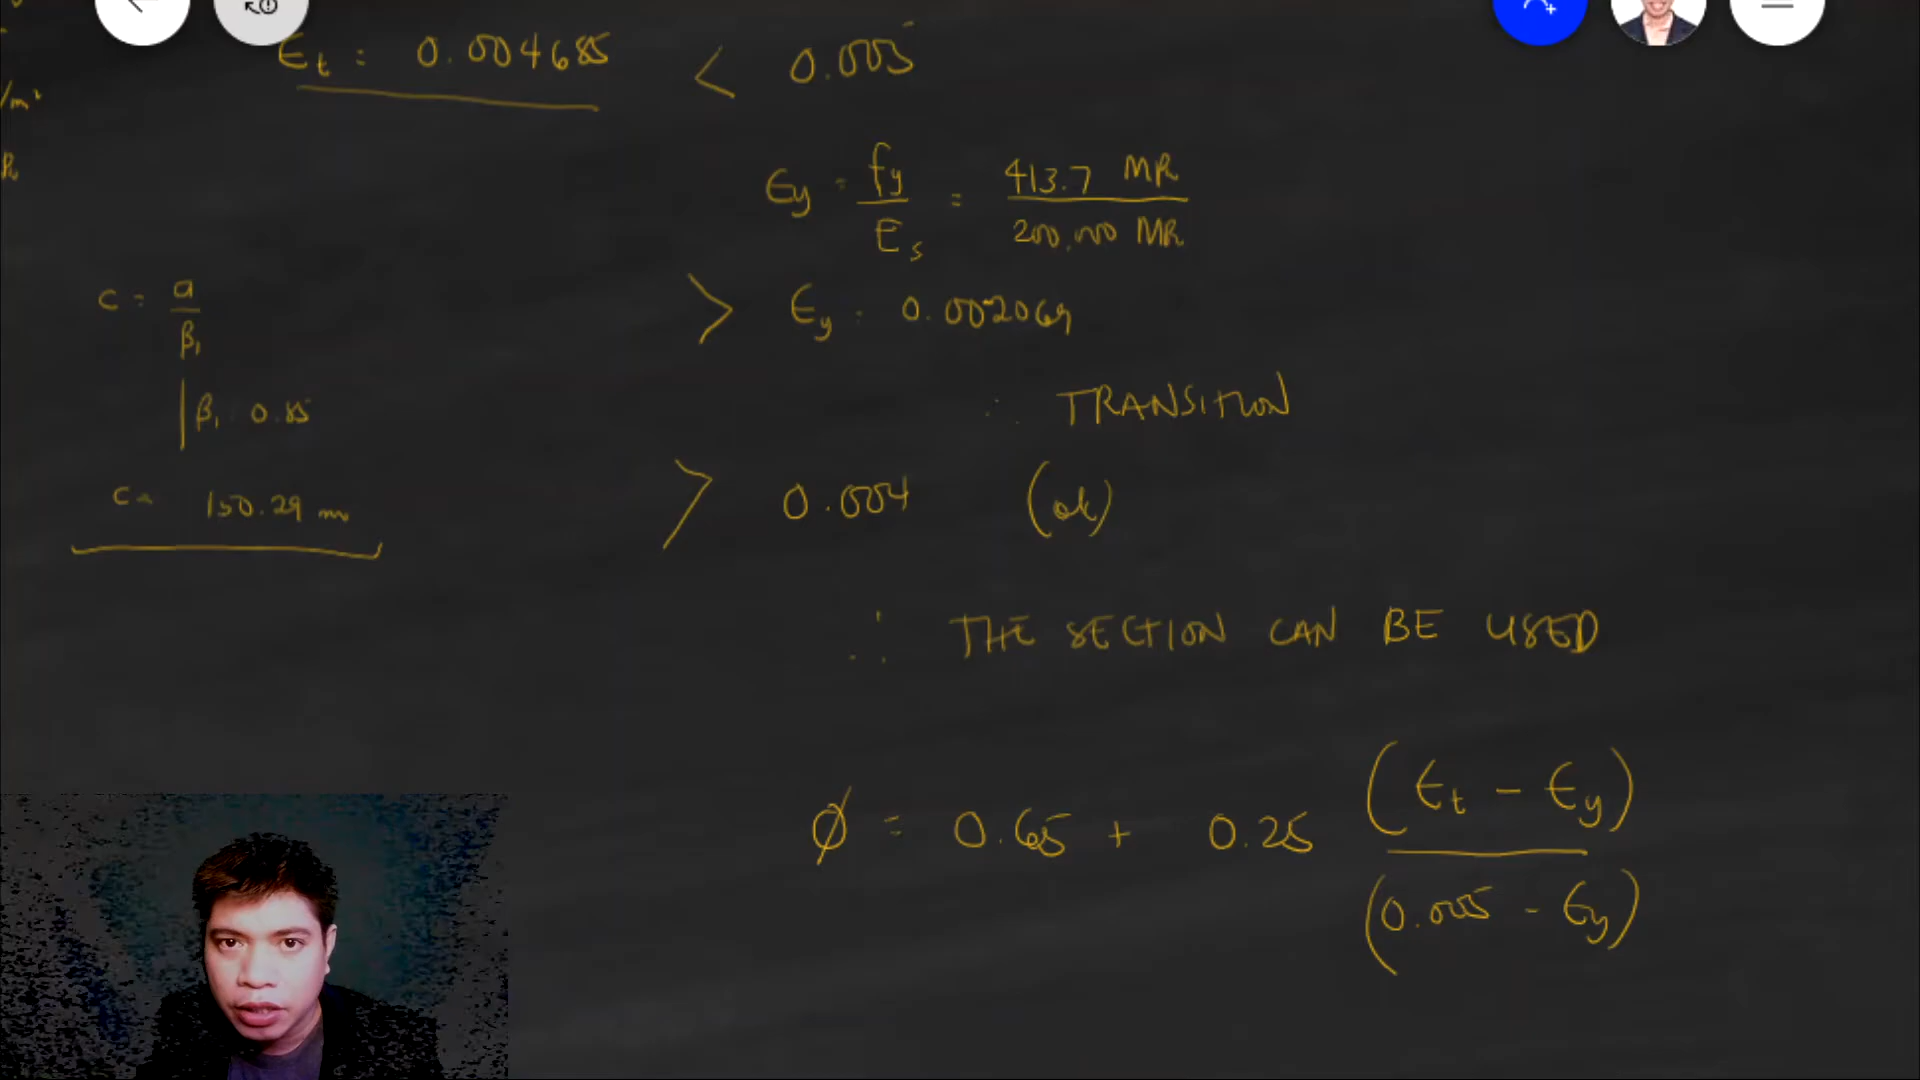 /m²
ϵt = 0.004685 < 0.005
ϵy = fy / Es = 413.7 MPa / 200,000 MPa
> ϵy = 0.002069
∴ TRANSITION
> 0.004 (ok)
c = a / β1
β1 = 0.85
c = 150.29 mm
∴ THE SECTION CAN BE USED
Ø = 0.65 + 0.25 (ϵt - ϵy) / (0.005 - ϵy)